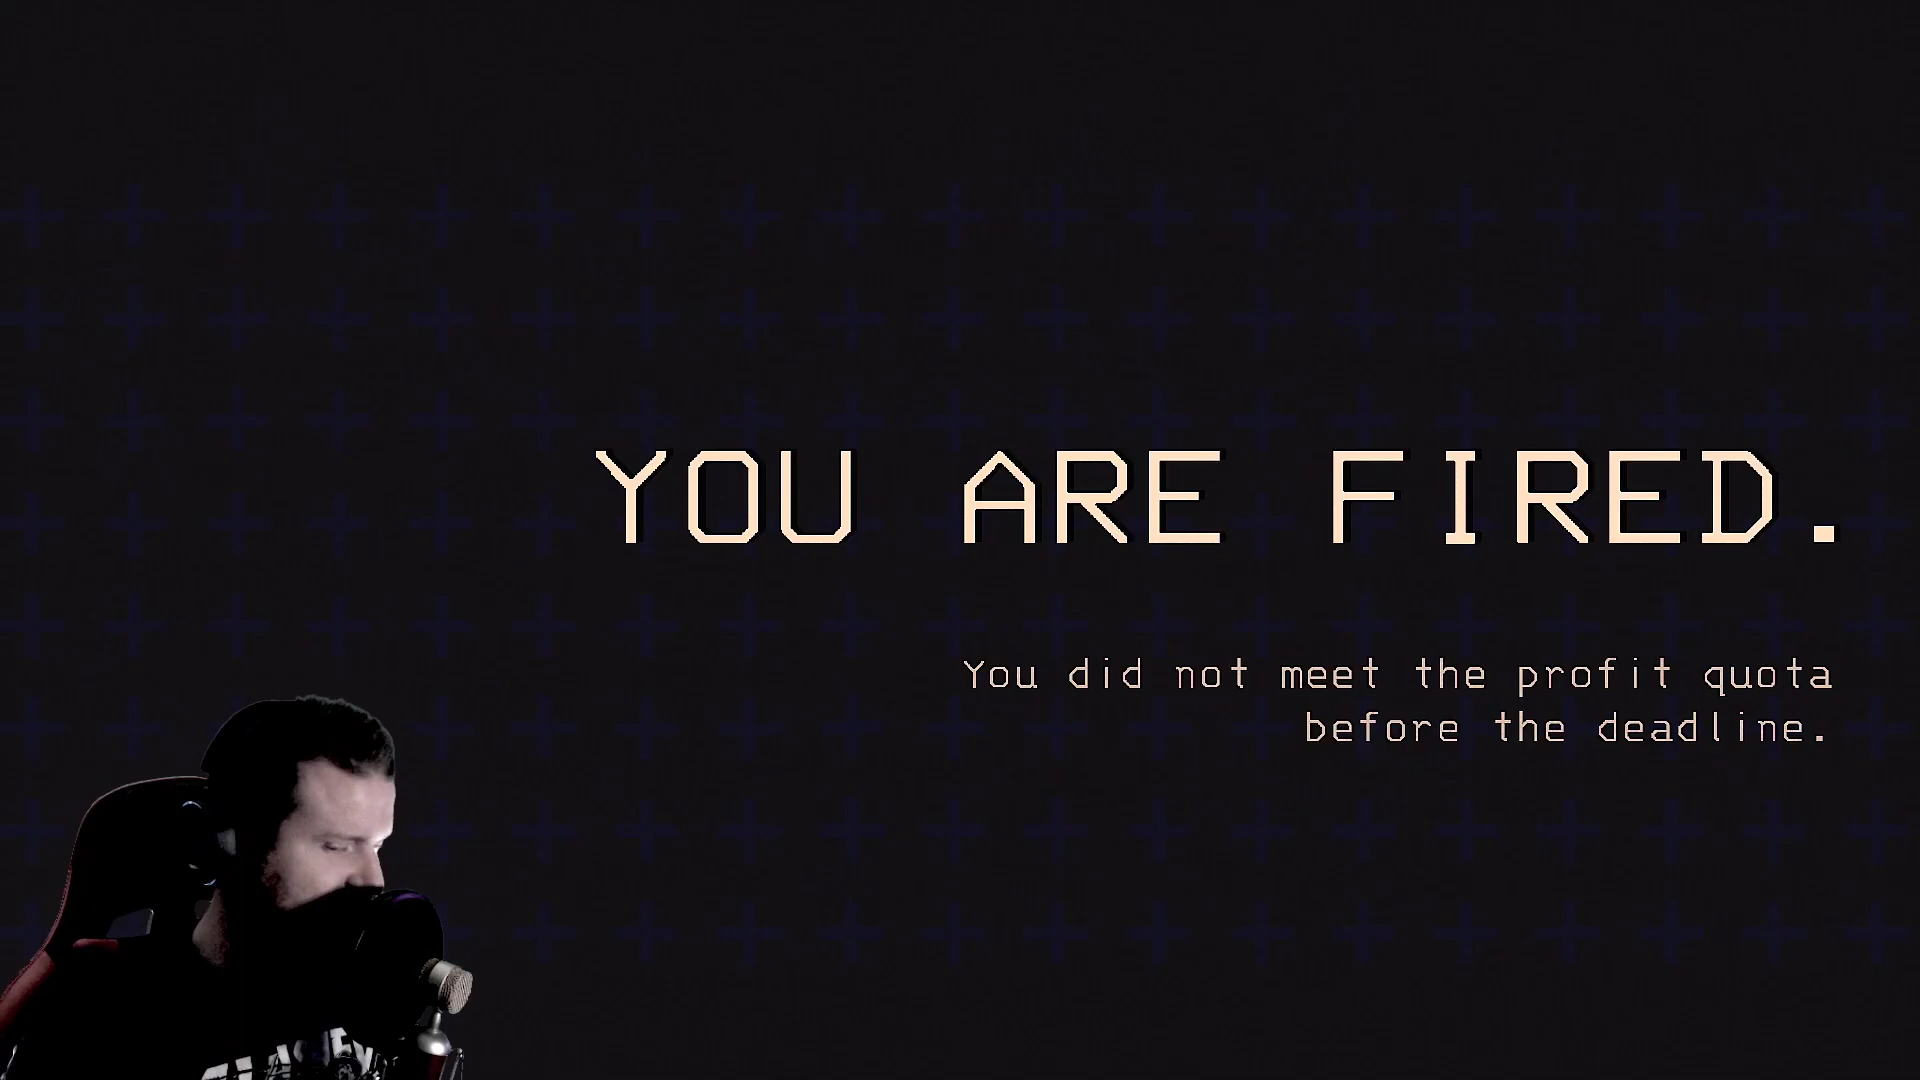 YOU ARE FIRED.
You did not meet the profit quota
before the deadline.